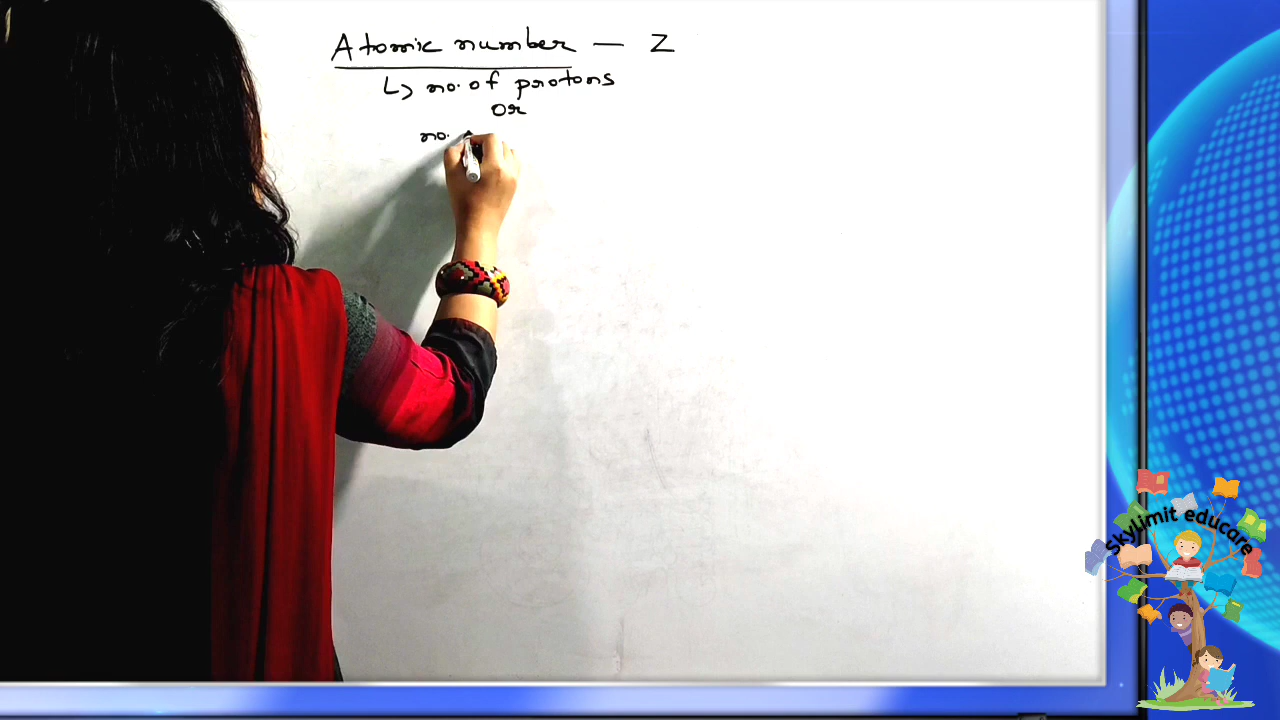 Atomic number — Z
↳ no. of protons
or
no.
Skylimit educare